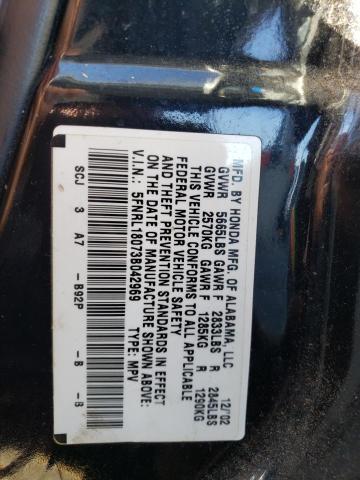 MFD. BY HONDA MFG. OF ALABAMA, LLC 12/02
GVWR 5665LBS GAWR F 2833LBS R 2845LBS
GVWR 2570KG GAWR F 1285KG R 1290KG
THIS VEHICLE CONFORMS TO ALL APPLICABLE
FEDERAL MOTOR VEHICLE SAFETY
AND THEFT PREVENTION STANDARDS IN EFFECT
ON THE DATE OF MANUFACTURE SHOWN ABOVE.
V.I.N.: 5FNRL18073B042989 TYPE: MPV
SCJ 3 A7 -B92P -B -B